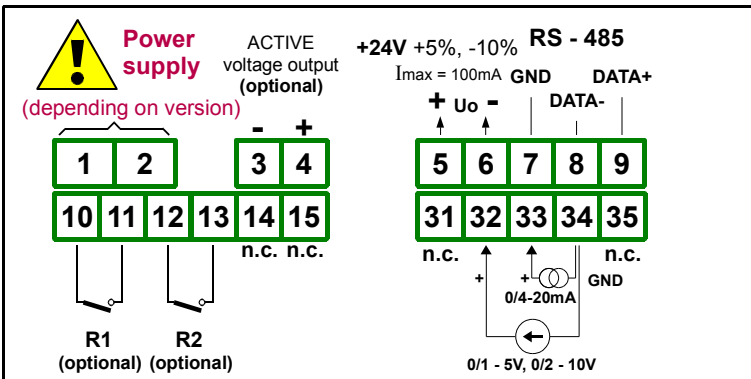 Power supply
(depending on version)
ACTIVE
voltage output
(optional)
- +
+24V +5%, -10%
Imax = 100mA
+ Uo -
RS - 485
GND DATA+
DATA-
1 2 3 4 5 6 7 8 9
10 11 12 13 14 15 31 32 33 34 35
n.c. n.c. n.c. n.c.
+ + GND
0/4-20mA
R1 R2
(optional) (optional)
0/1 - 5V, 0/2 - 10V